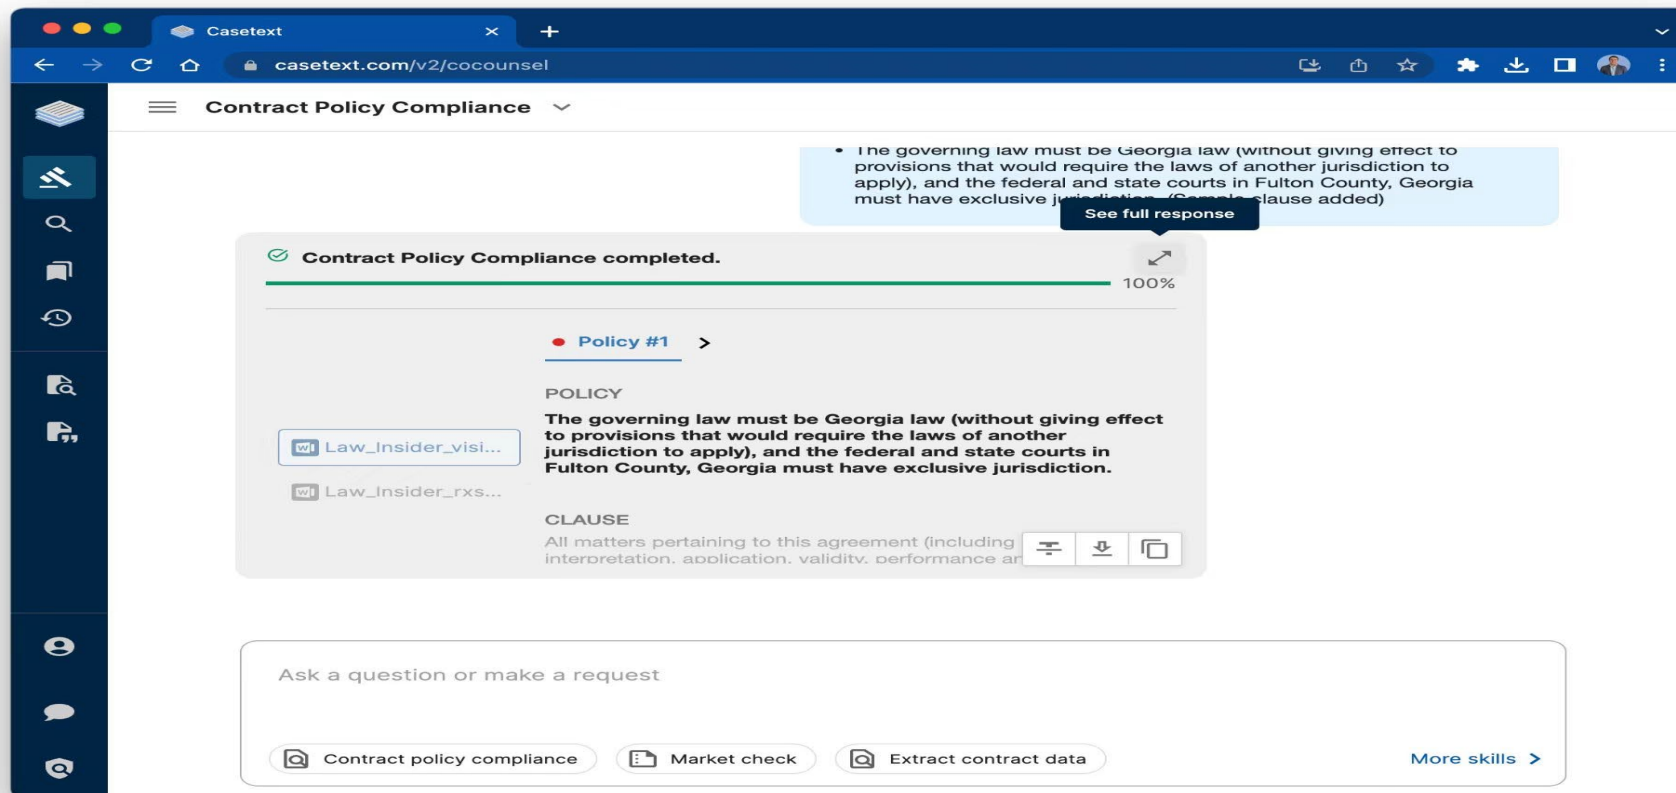 Casetext
casetext.com/v2/cocounsel
Contract Policy Compliance
• The governing law must be Georgia law (without giving effect to
provisions that would require the laws of another jurisdiction to
apply), and the federal and state courts in Fulton County, Georgia
must have exclusive jurisdiction. (Sample clause added)
See full response
Contract Policy Compliance completed.
100%
Policy #1
POLICY
The governing law must be Georgia law (without giving effect
to provisions that would require the laws of another
jurisdiction to apply), and the federal and state courts in
Fulton County, Georgia must have exclusive jurisdiction.
Law_Insider_visi...
Law_Insider_rxs...
CLAUSE
All matters pertaining to this agreement (including
interpretation, application, validity, performance
Ask a question or make a request
Contract policy compliance
Market check
Extract contract data
More skills